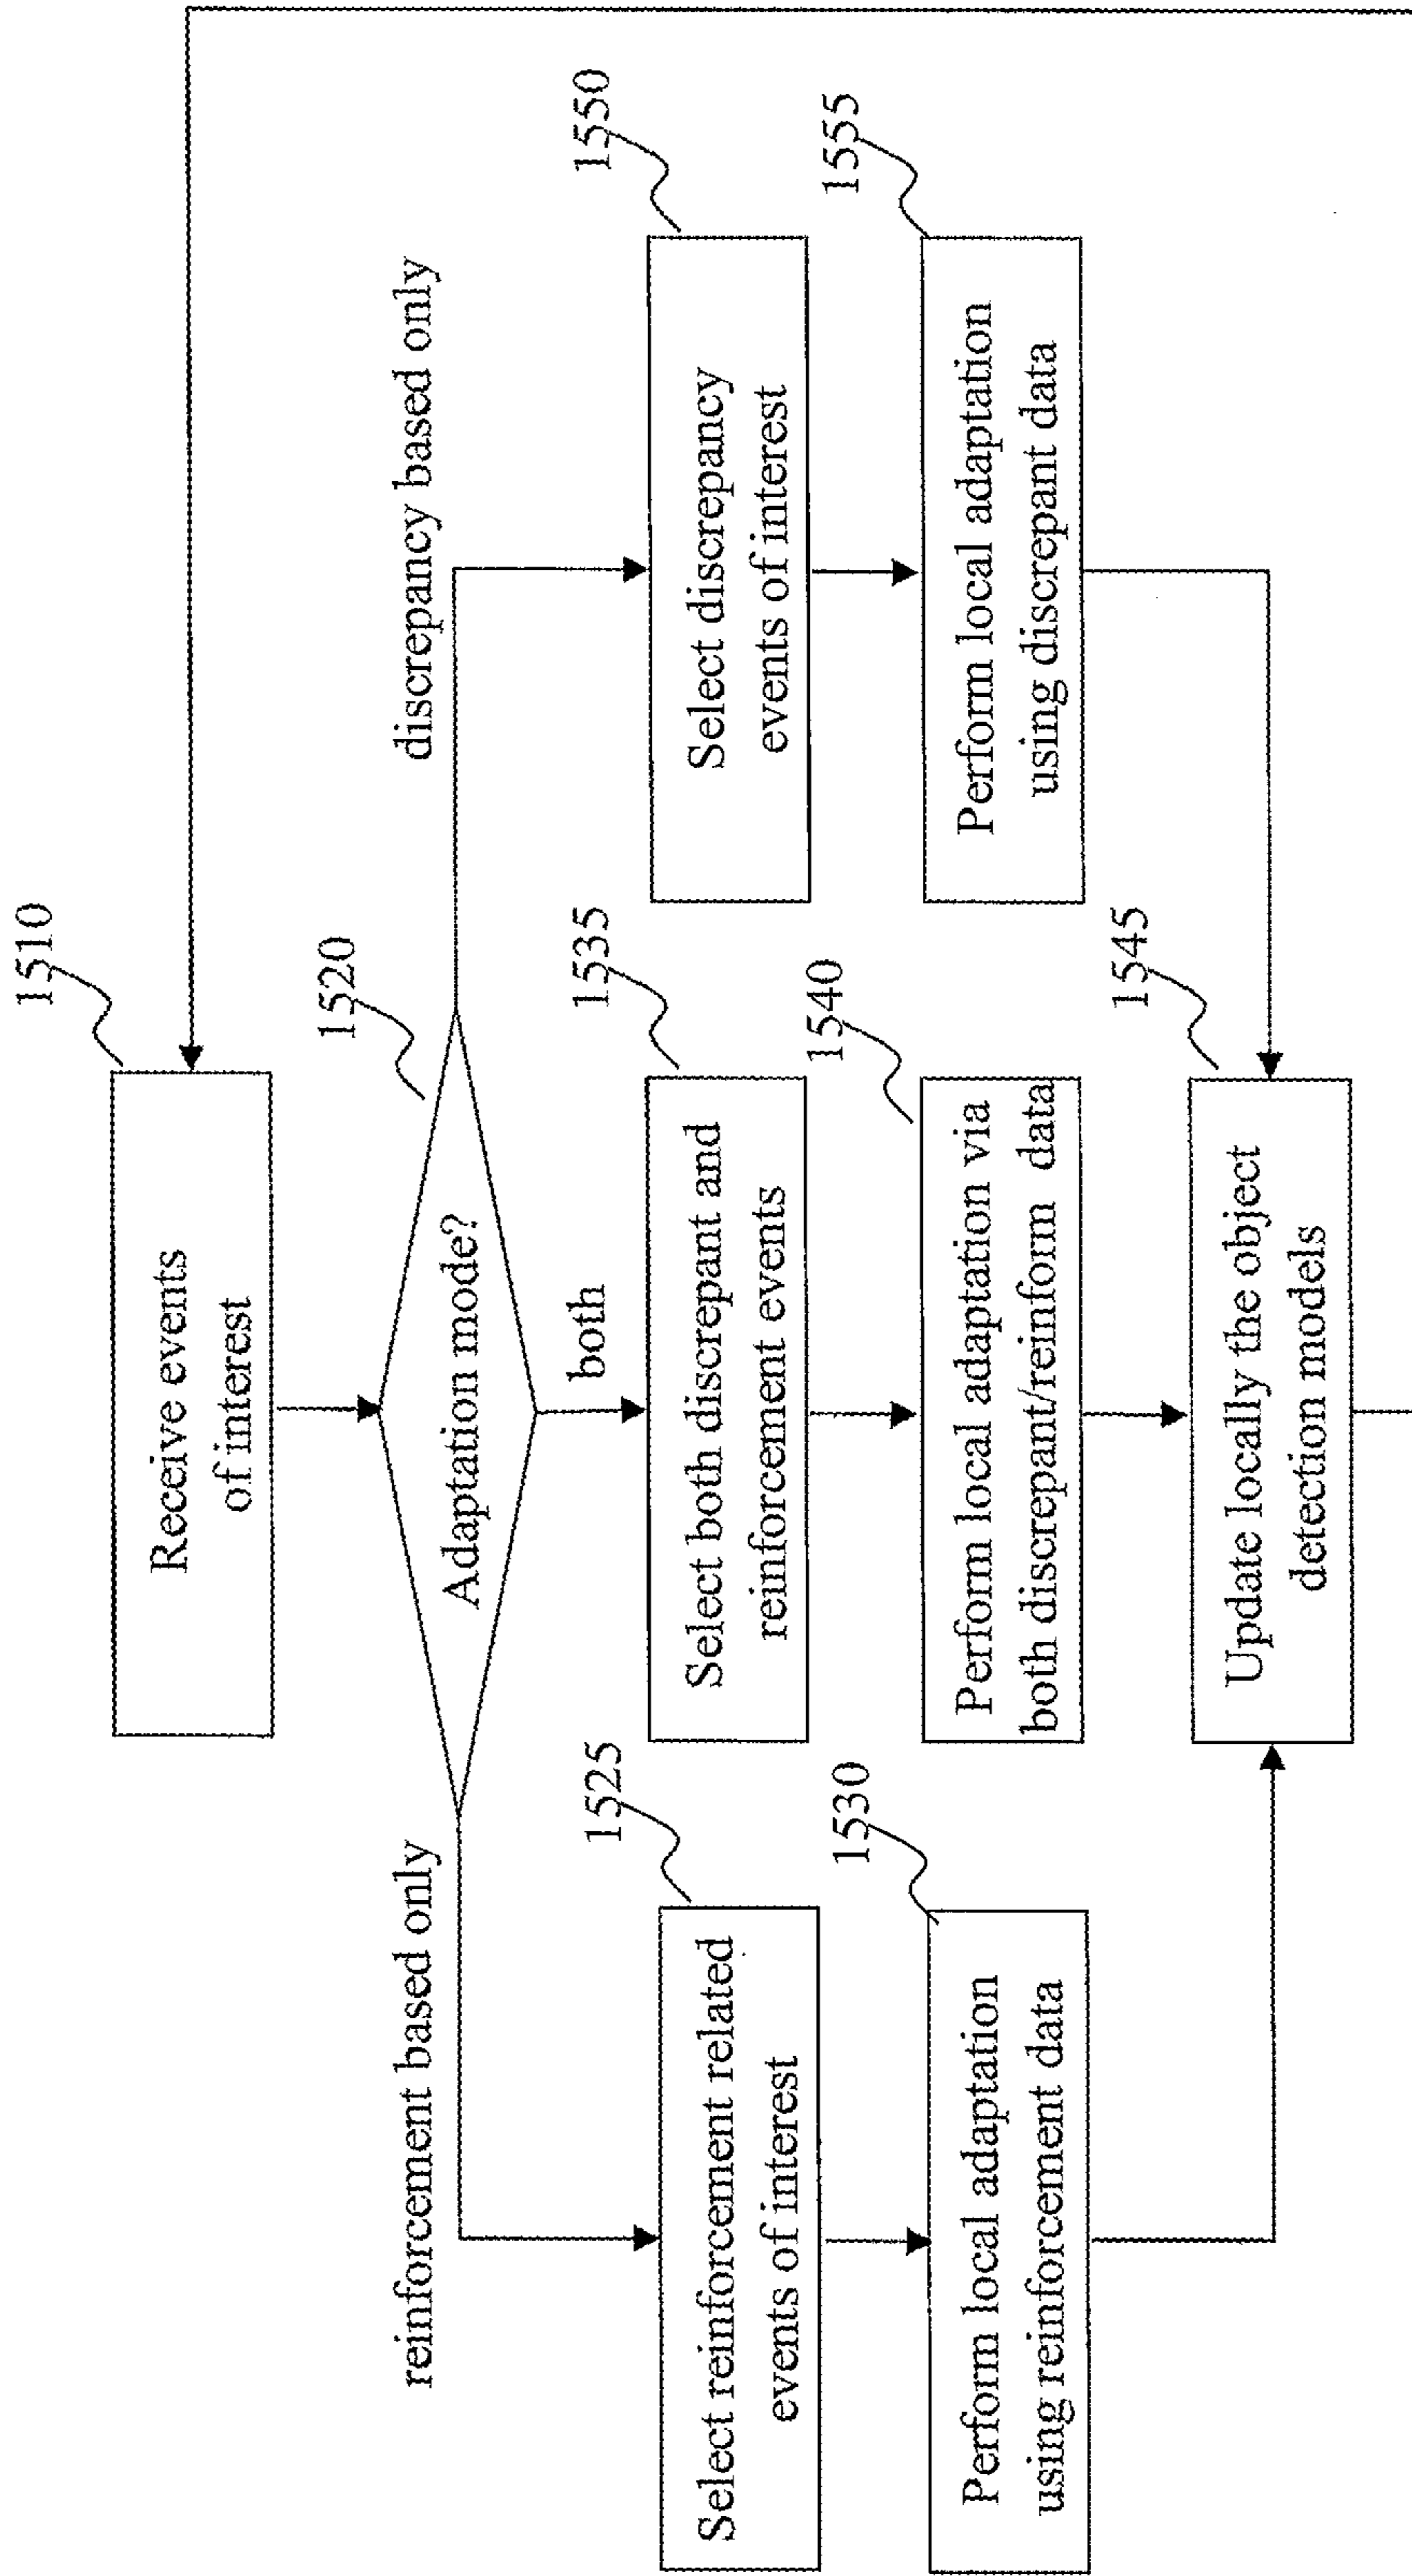 1510
Receive events
of interest
1520
Adaptation mode?
reinforcement based only
both
discrepancy based only
1525
Select reinforcement related
events of interest
1535
Select both discrepant and
reinforcement events
1550
Select discrepancy
events of interest
1530
Perform local adaptation
using reinforcement data
1540
Perform local adaptation via
both discrepant/reinform data
1555
Perform local adaptation
using discrepant data
1545
Update locally the object
detection models